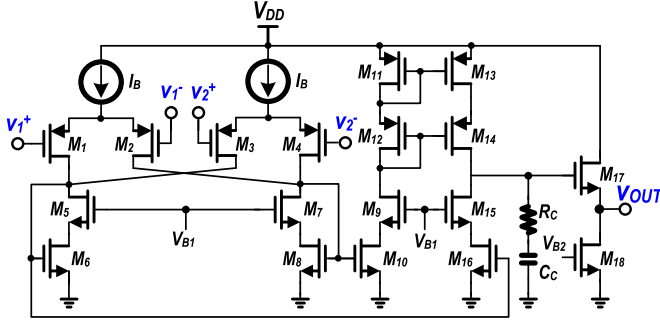 VDD
IB
IB
v1+
v1-
v2+
v2-
M1
M2
M3
M4
M11
M13
M12
M14
M5
M7
M9
M15
M17
VOUT
VB1
VB1
RC
M6
M8
M10
M16
VB2
CC
M18